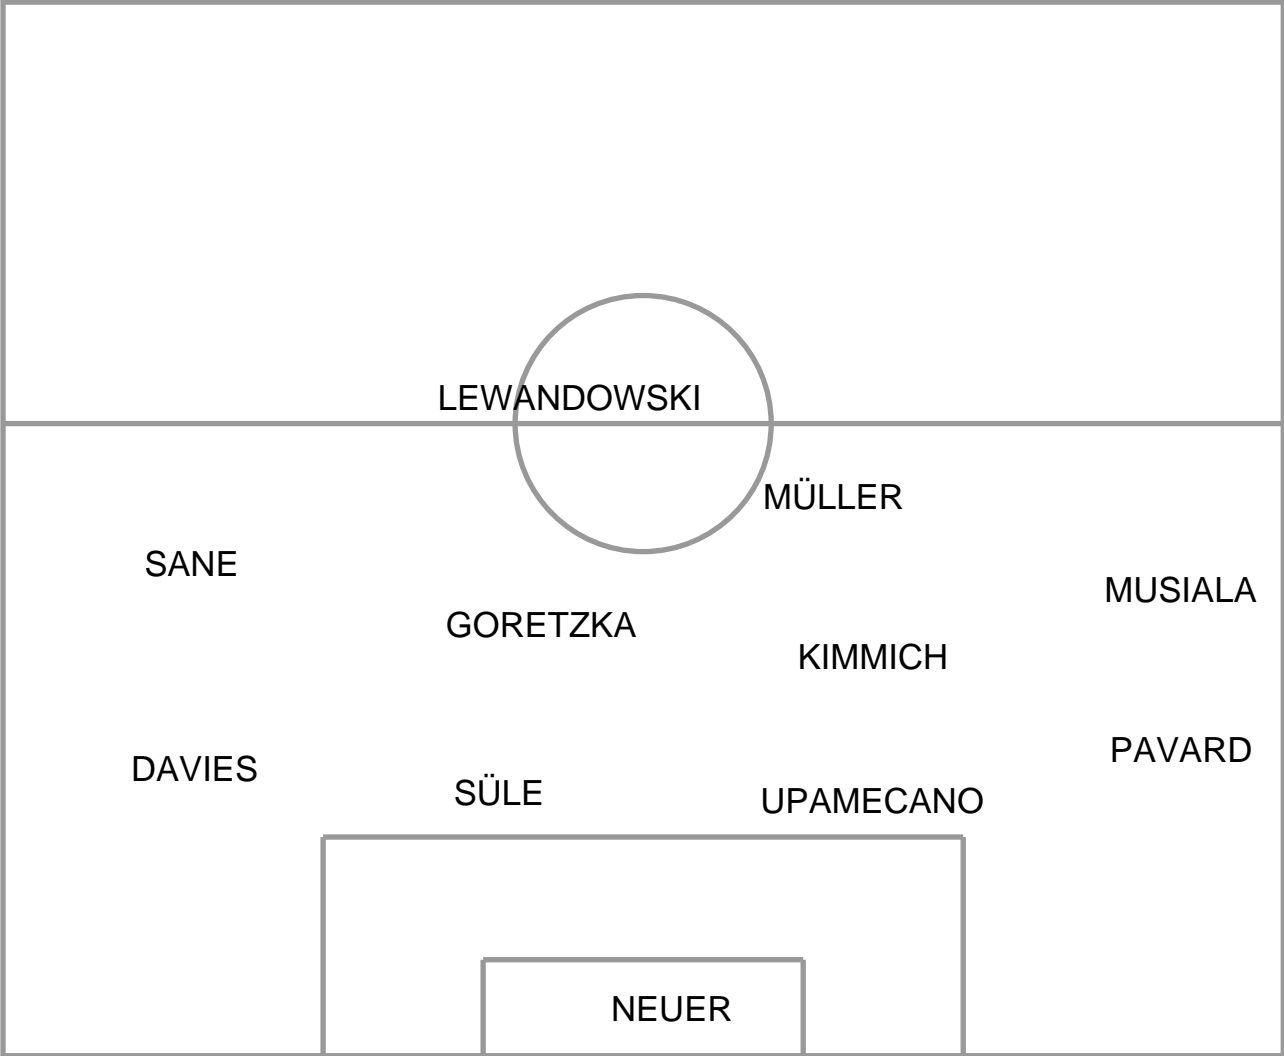 LEWANDOWSKI
MÜLLER
SANE
MUSIALA
GORETZKA
KIMMICH
PAVARD
DAVIES
SÜLE
UPAMECANO
NEUER